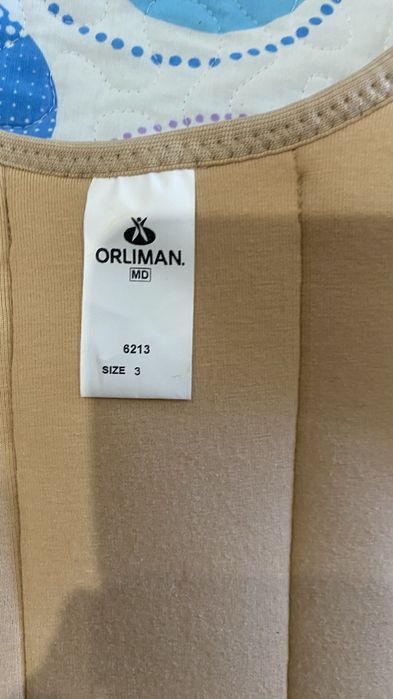 ORLIMAN.
MD
6213
SIZE 3